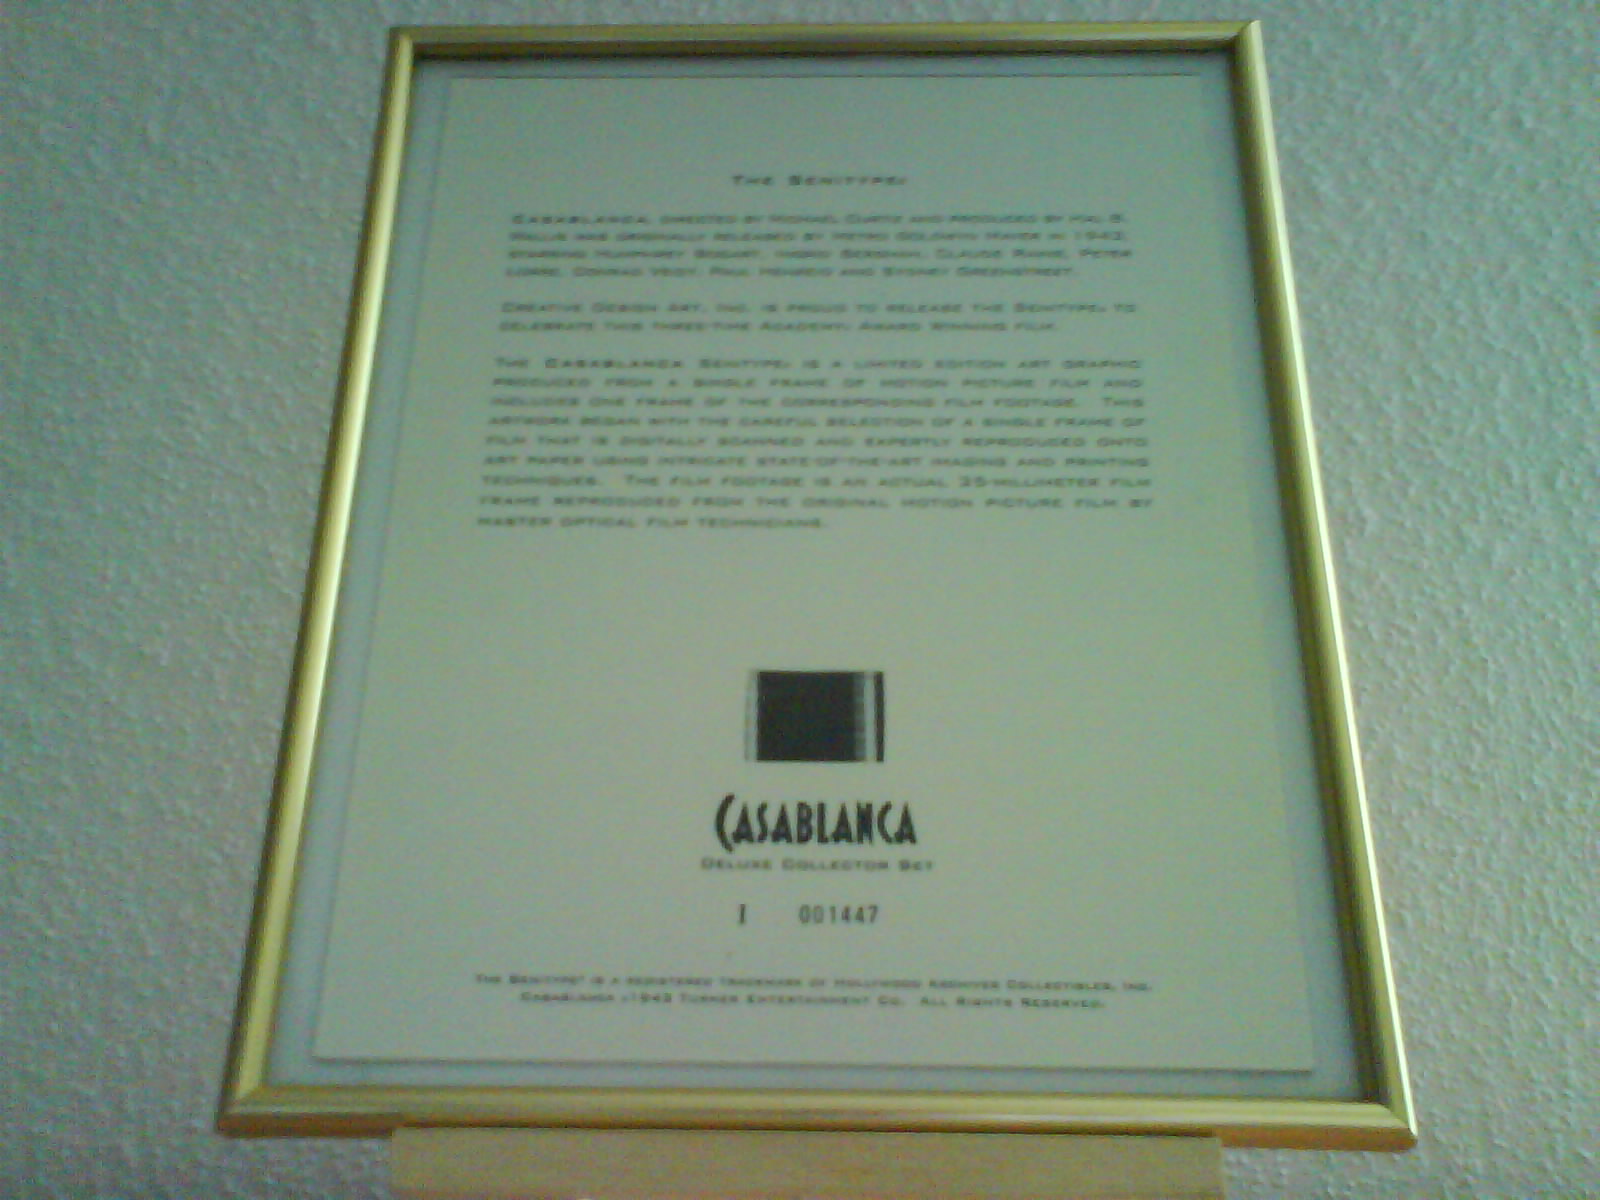 THE SENITYPE®
CASABLANCA, DIRECTED BY MICHAEL CURTIZ AND PRODUCED BY HAL B.
WALLIS WAS ORIGINALLY RELEASED BY METRO GOLDWYN MAYER IN 1943,
STARRING HUMPHREY BOGART, INGRID BERGMAN, CLAUDE RAINS, PETER
LORRE, CONRAD VEIDT, PAUL HENREID AND SYDNEY GREENSTREET.
CREATIVE DESIGN ART, INC. IS PROUD TO RELEASE THE SENITYPE® TO
CELEBRATE THIS THREE-TIME ACADEMY® AWARD WINNING FILM.
THE CASABLANCA SENITYPE® IS A LIMITED EDITION ART GRAPHIC
PRODUCED FROM A SINGLE FRAME OF MOTION PICTURE FILM AND
INCLUDES ONE FRAME OF THE CORRESPONDING FILM FOOTAGE. THIS
ARTWORK BEGAN WITH THE CAREFUL SELECTION OF A SINGLE FRAME OF
FILM THAT IS DIGITALLY SCANNED AND EXPERTLY REPRODUCED ONTO
ART PAPER USING INTRICATE STATE-OF-THE-ART IMAGING AND PRINTING
TECHNIQUES. THE FILM FOOTAGE IS AN ACTUAL 35-MILLIMETER FILM
FRAME REPRODUCED FROM THE ORIGINAL MOTION PICTURE FILM BY
MASTER OPTICAL FILM TECHNICIANS.
CASABLANCA
DELUXE COLLECTOR SET
I 001447
THE SENITYPE® IS A REGISTERED TRADEMARK OF HOLLYWOOD ARCHIVES COLLECTIBLES, INC.
CASABLANCA ©1943 TURNER ENTERTAINMENT CO. ALL RIGHTS RESERVED.